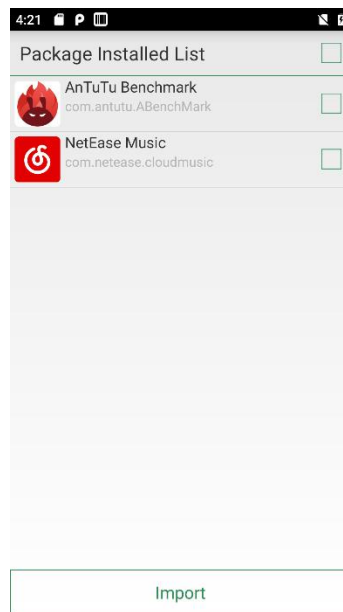 4:21
Package Installed List
AnTuTu Benchmark
com.antutu.ABenchMark
NetEase Music
com.netease.cloudmusic
Import